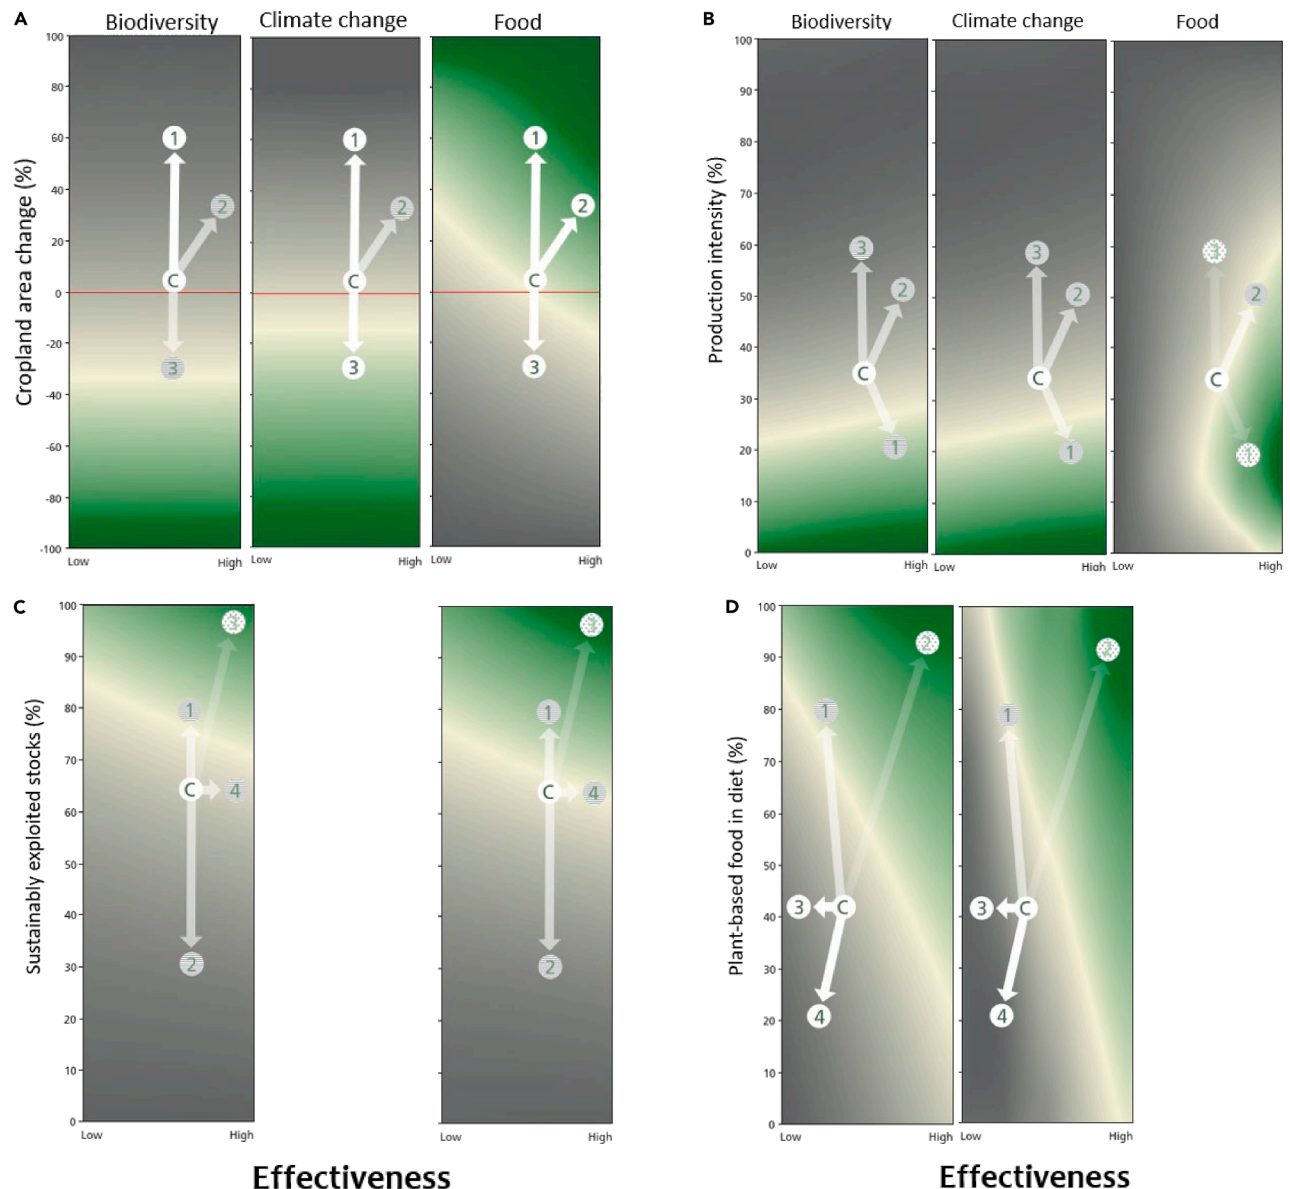 A
Biodiversity
Climate change
Food
Cropland area change (%)
100
80
60
40
20
0
-20
-40
-60
-80
-100
1
2
C
3
1
2
C
3
1
2
C
3
Low
High
Low
High
Low
High
B
Biodiversity
Climate change
Food
Production intensity (%)
100
90
80
70
60
50
40
30
20
10
0
3
2
C
1
3
2
C
1
3
2
C
1
Low
High
Low
High
Low
High
C
Sustainably exploited stocks (%)
100
90
80
70
60
50
40
30
20
10
0
3
1
C
4
2
3
1
C
4
2
Low
High
Low
High
Effectiveness
D
Plant-based food in diet (%)
100
90
80
70
60
50
40
30
20
10
0
2
1
3
C
4
2
1
3
C
4
Low
High
Low
High
Effectiveness